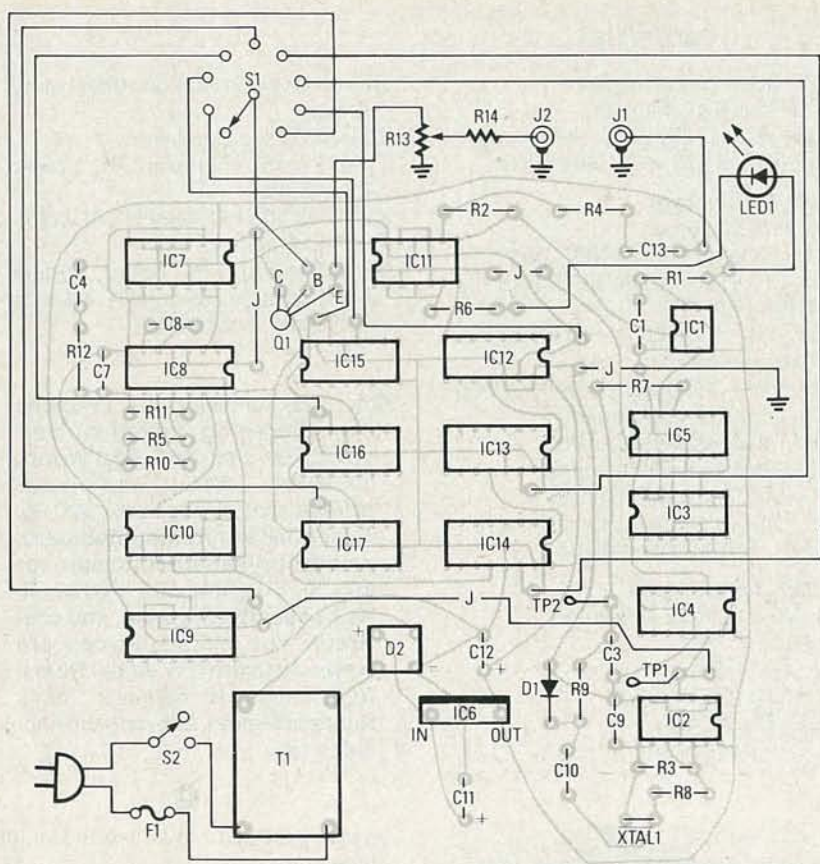 S1
R13
R14
J2
J1
LED1
R2
R4
C13
IC7
IC11
J
R1
C4
C
B
E
J
R6
C1
IC1
C8
Q1
R12
C7
IC8
IC15
IC12
J
R7
R11
R5
R10
IC16
IC13
IC5
IC10
IC17
IC14
IC3
J
TP2
IC4
IC9
+
D2
-
C12
+
C3
TP1
D1
R9
IC6
IN
OUT
C9
IC2
S2
T1
C10
R3
R8
C11
+
F1
XTAL1